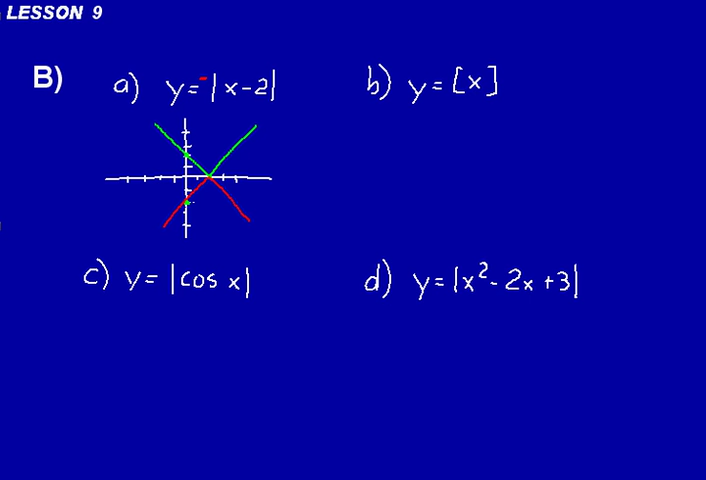 LESSON 9
B) a) y=-|x-2| b) y=[x]
c) y=|cos x| d) y=|x²-2x+3|